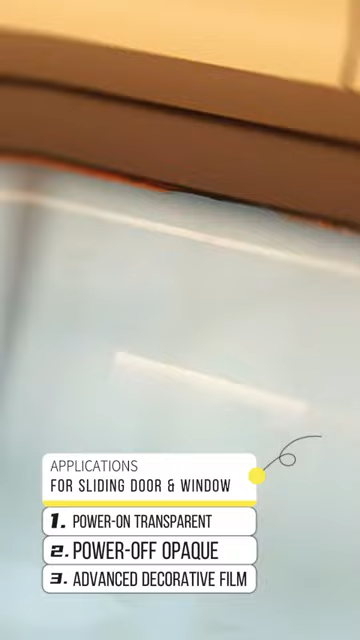 APPLICATIONS
FOR SLIDING DOOR & WINDOW
1. POWER-ON TRANSPARENT
2. POWER-OFF OPAQUE
3. ADVANCED DECORATIVE FILM